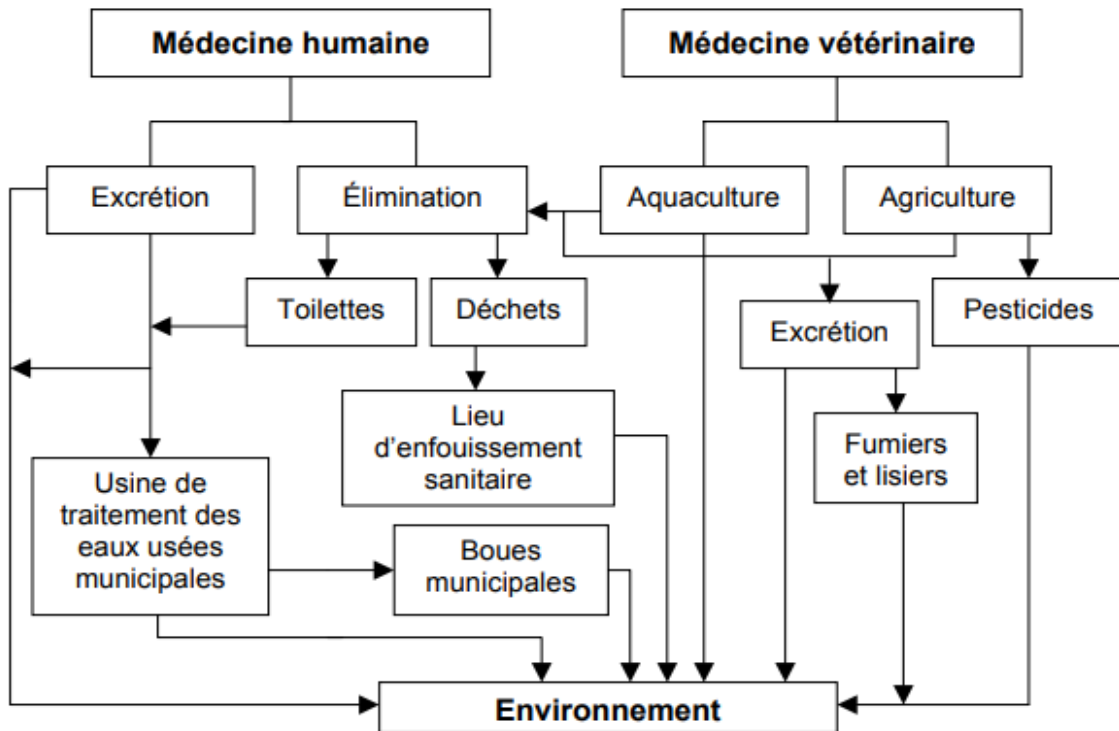 Médecine humaine
Médecine vétérinaire
Excrétion
Élimination
Aquaculture
Agriculture
Toilettes
Déchets
Excrétion
Pesticides
Lieu
d’enfouissement
sanitaire
Fumiers
et lisiers
Usine de
traitement des
eaux usées
municipales
Boues
municipales
Environnement